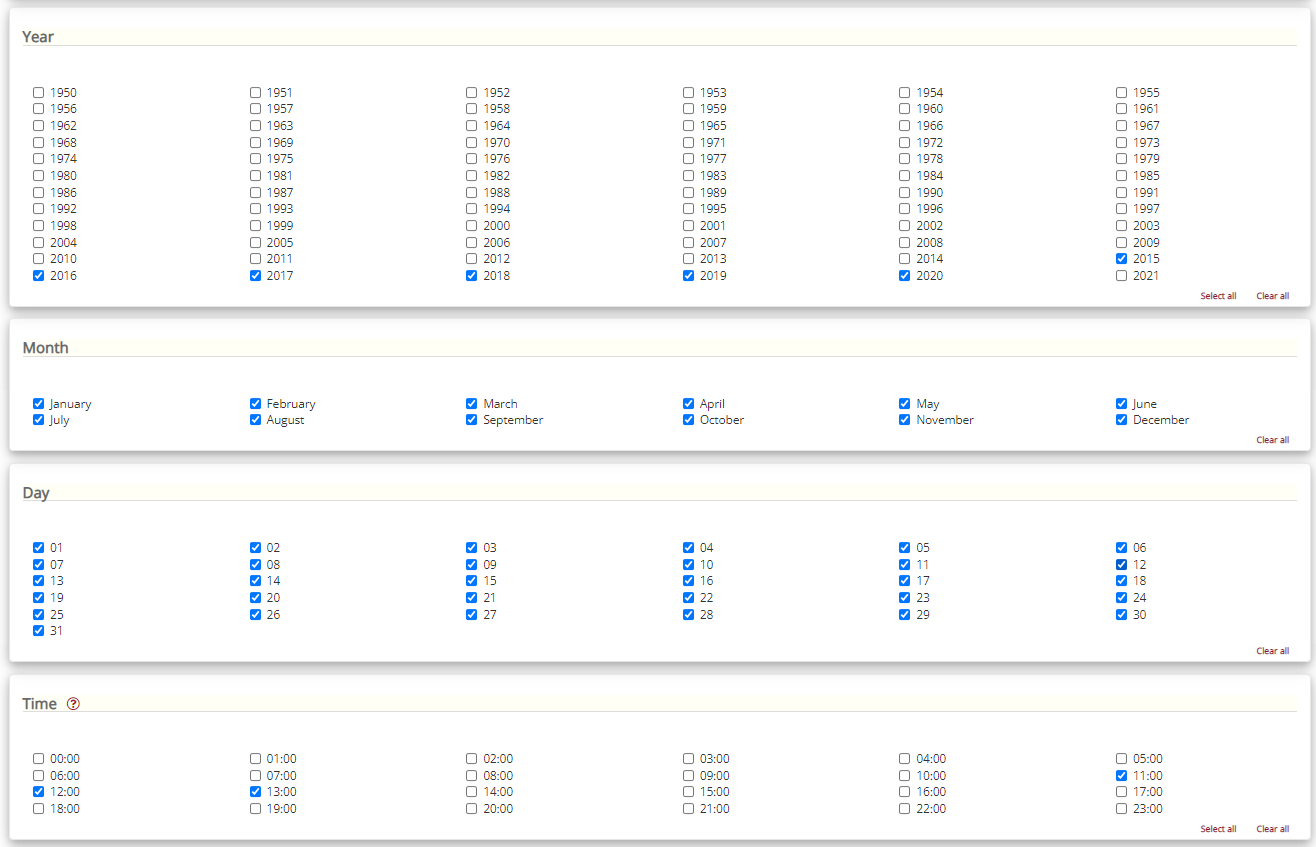 Year
1950 1951 1952 1953 1954 1955
1956 1957 1958 1959 1960 1961
1962 1963 1964 1965 1966 1967
1968 1969 1970 1971 1972 1973
1974 1975 1976 1977 1978 1979
1980 1981 1982 1983 1984 1985
1986 1987 1988 1989 1990 1991
1992 1993 1994 1995 1996 1997
1998 1999 2000 2001 2002 2003
2004 2005 2006 2007 2008 2009
2010 2011 2012 2013 2014 2015
2016 2017 2018 2019 2020 2021
Select all Clear all
Month
January February March April May June
July August September October November December
Clear all
Day
01 02 03 04 05 06
07 08 09 10 11 12
13 14 15 16 17 18
19 20 21 22 23 24
25 26 27 28 29 30
31
Clear all
Time ?
00:00 01:00 02:00 03:00 04:00 05:00
06:00 07:00 08:00 09:00 10:00 11:00
12:00 13:00 14:00 15:00 16:00 17:00
18:00 19:00 20:00 21:00 22:00 23:00
Select all Clear all